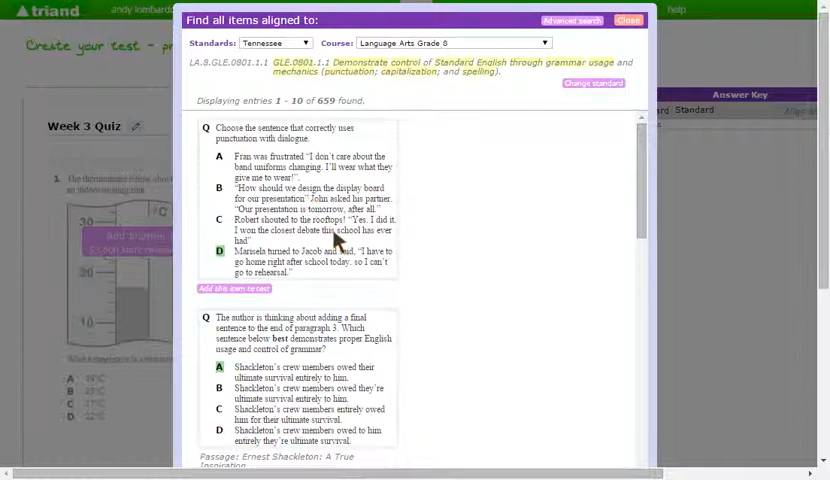 triand
andy lombardo
help
Create your test - pr
Find all items aligned to:
Advanced search
Close
Standards: Tennessee Course: Language Arts Grade 8
LA.8.GLE.0801.1.1 GLE.0801.1.1 Demonstrate control of Standard English through grammar usage and
mechanics (punctuation; capitalization; and spelling).
Change standard
Displaying entries 1 - 10 of 659 found.
Answer Key
Standard
Week 3 Quiz
1.
°C
30
10
Q Choose the sentence that correctly uses
punctuation with dialogue.
A Fran was frustrated “I don’t care about the
band uniforms changing. I’ll wear what they
give me to wear!”.
B “How should we design the display board
for our presentation” John asked his partner.
“Our presentation is tomorrow, after all.”
C Robert shouted to the rooftops! “Yes. I did it.
I won the closest debate this school has ever
had”
D Marisela turned to Jacob and said, “I have to
go home right after school today, so I can’t
go to rehearsal.”
Add this item to test
Q The author is thinking about adding a final
sentence to the end of paragraph 3. Which
sentence below best demonstrates proper English
usage and control of grammar?
A Shackleton’s crew members owed their
ultimate survival entirely to him.
B Shackleton’s crew members owed they’re
ultimate survival entirely to him.
C Shackleton’s crew members entirely owed
him for their ultimate survival.
D Shackleton’s crew members owed to him
entirely they’re ultimate survival.
Passage: Ernest Shackleton: A True
Inspiration
A
B
C
D